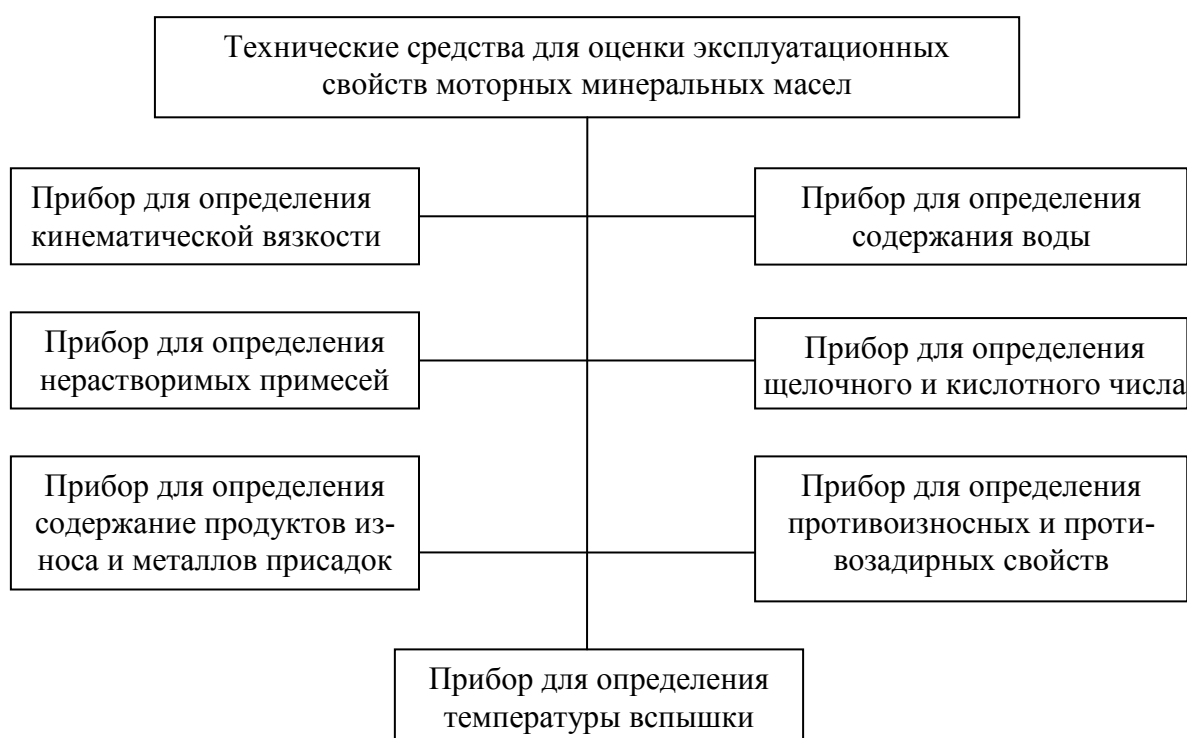 Технические средства для оценки эксплуатационных
свойств моторных минеральных масел
Прибор для определения
кинематической вязкости
Прибор для определения
содержания воды
Прибор для определения
нерастворимых примесей
Прибор для определения
щелочного и кислотного числа
Прибор для определения
содержание продуктов из-
носа и металлов присадок
Прибор для определения
противоизносных и проти-
возадирных свойств
Прибор для определения
температуры вспышки